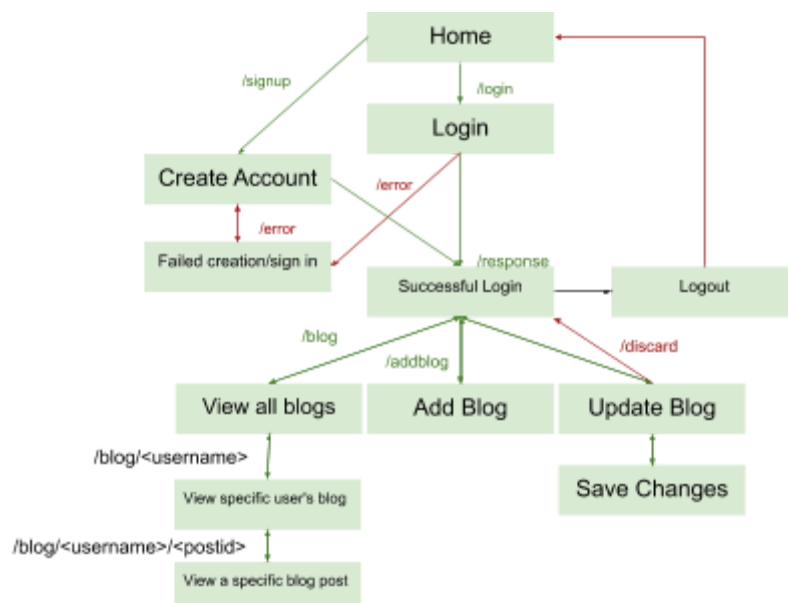 Home
/signup
/login
Login
Create Account
/error
/error
Failed creation/sign in
/response
Successful Login
Logout
/blog
/addblog
/discard
View all blogs
Add Blog
Update Blog
/blog/<username>
View specific user's blog
Save Changes
/blog/<username>/<postid>
View a specific blog post